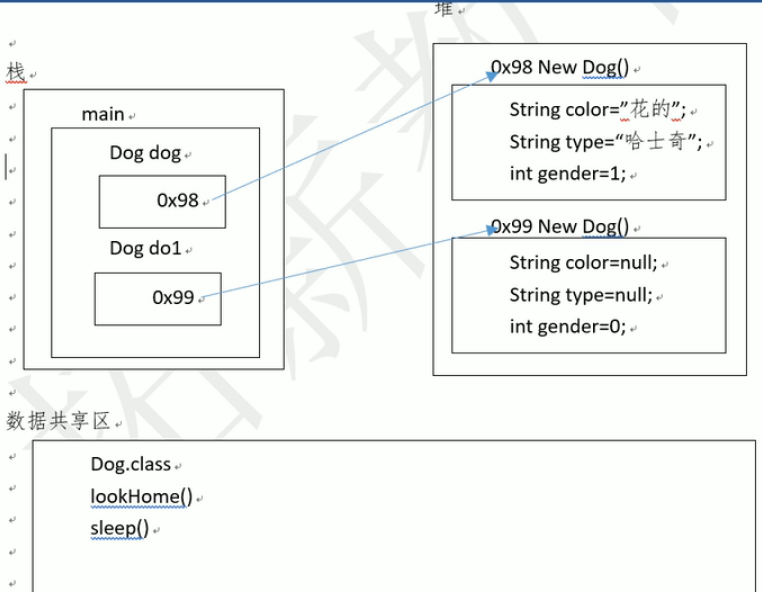 堆
栈
main
Dog dog
0x98
Dog do1
0x99
0x98 New Dog()
String color=”花的”;
String type=“哈士奇”;
int gender=1;
0x99 New Dog()
String color=null;
String type=null;
int gender=0;
数据共享区
Dog.class
lookHome()
sleep()